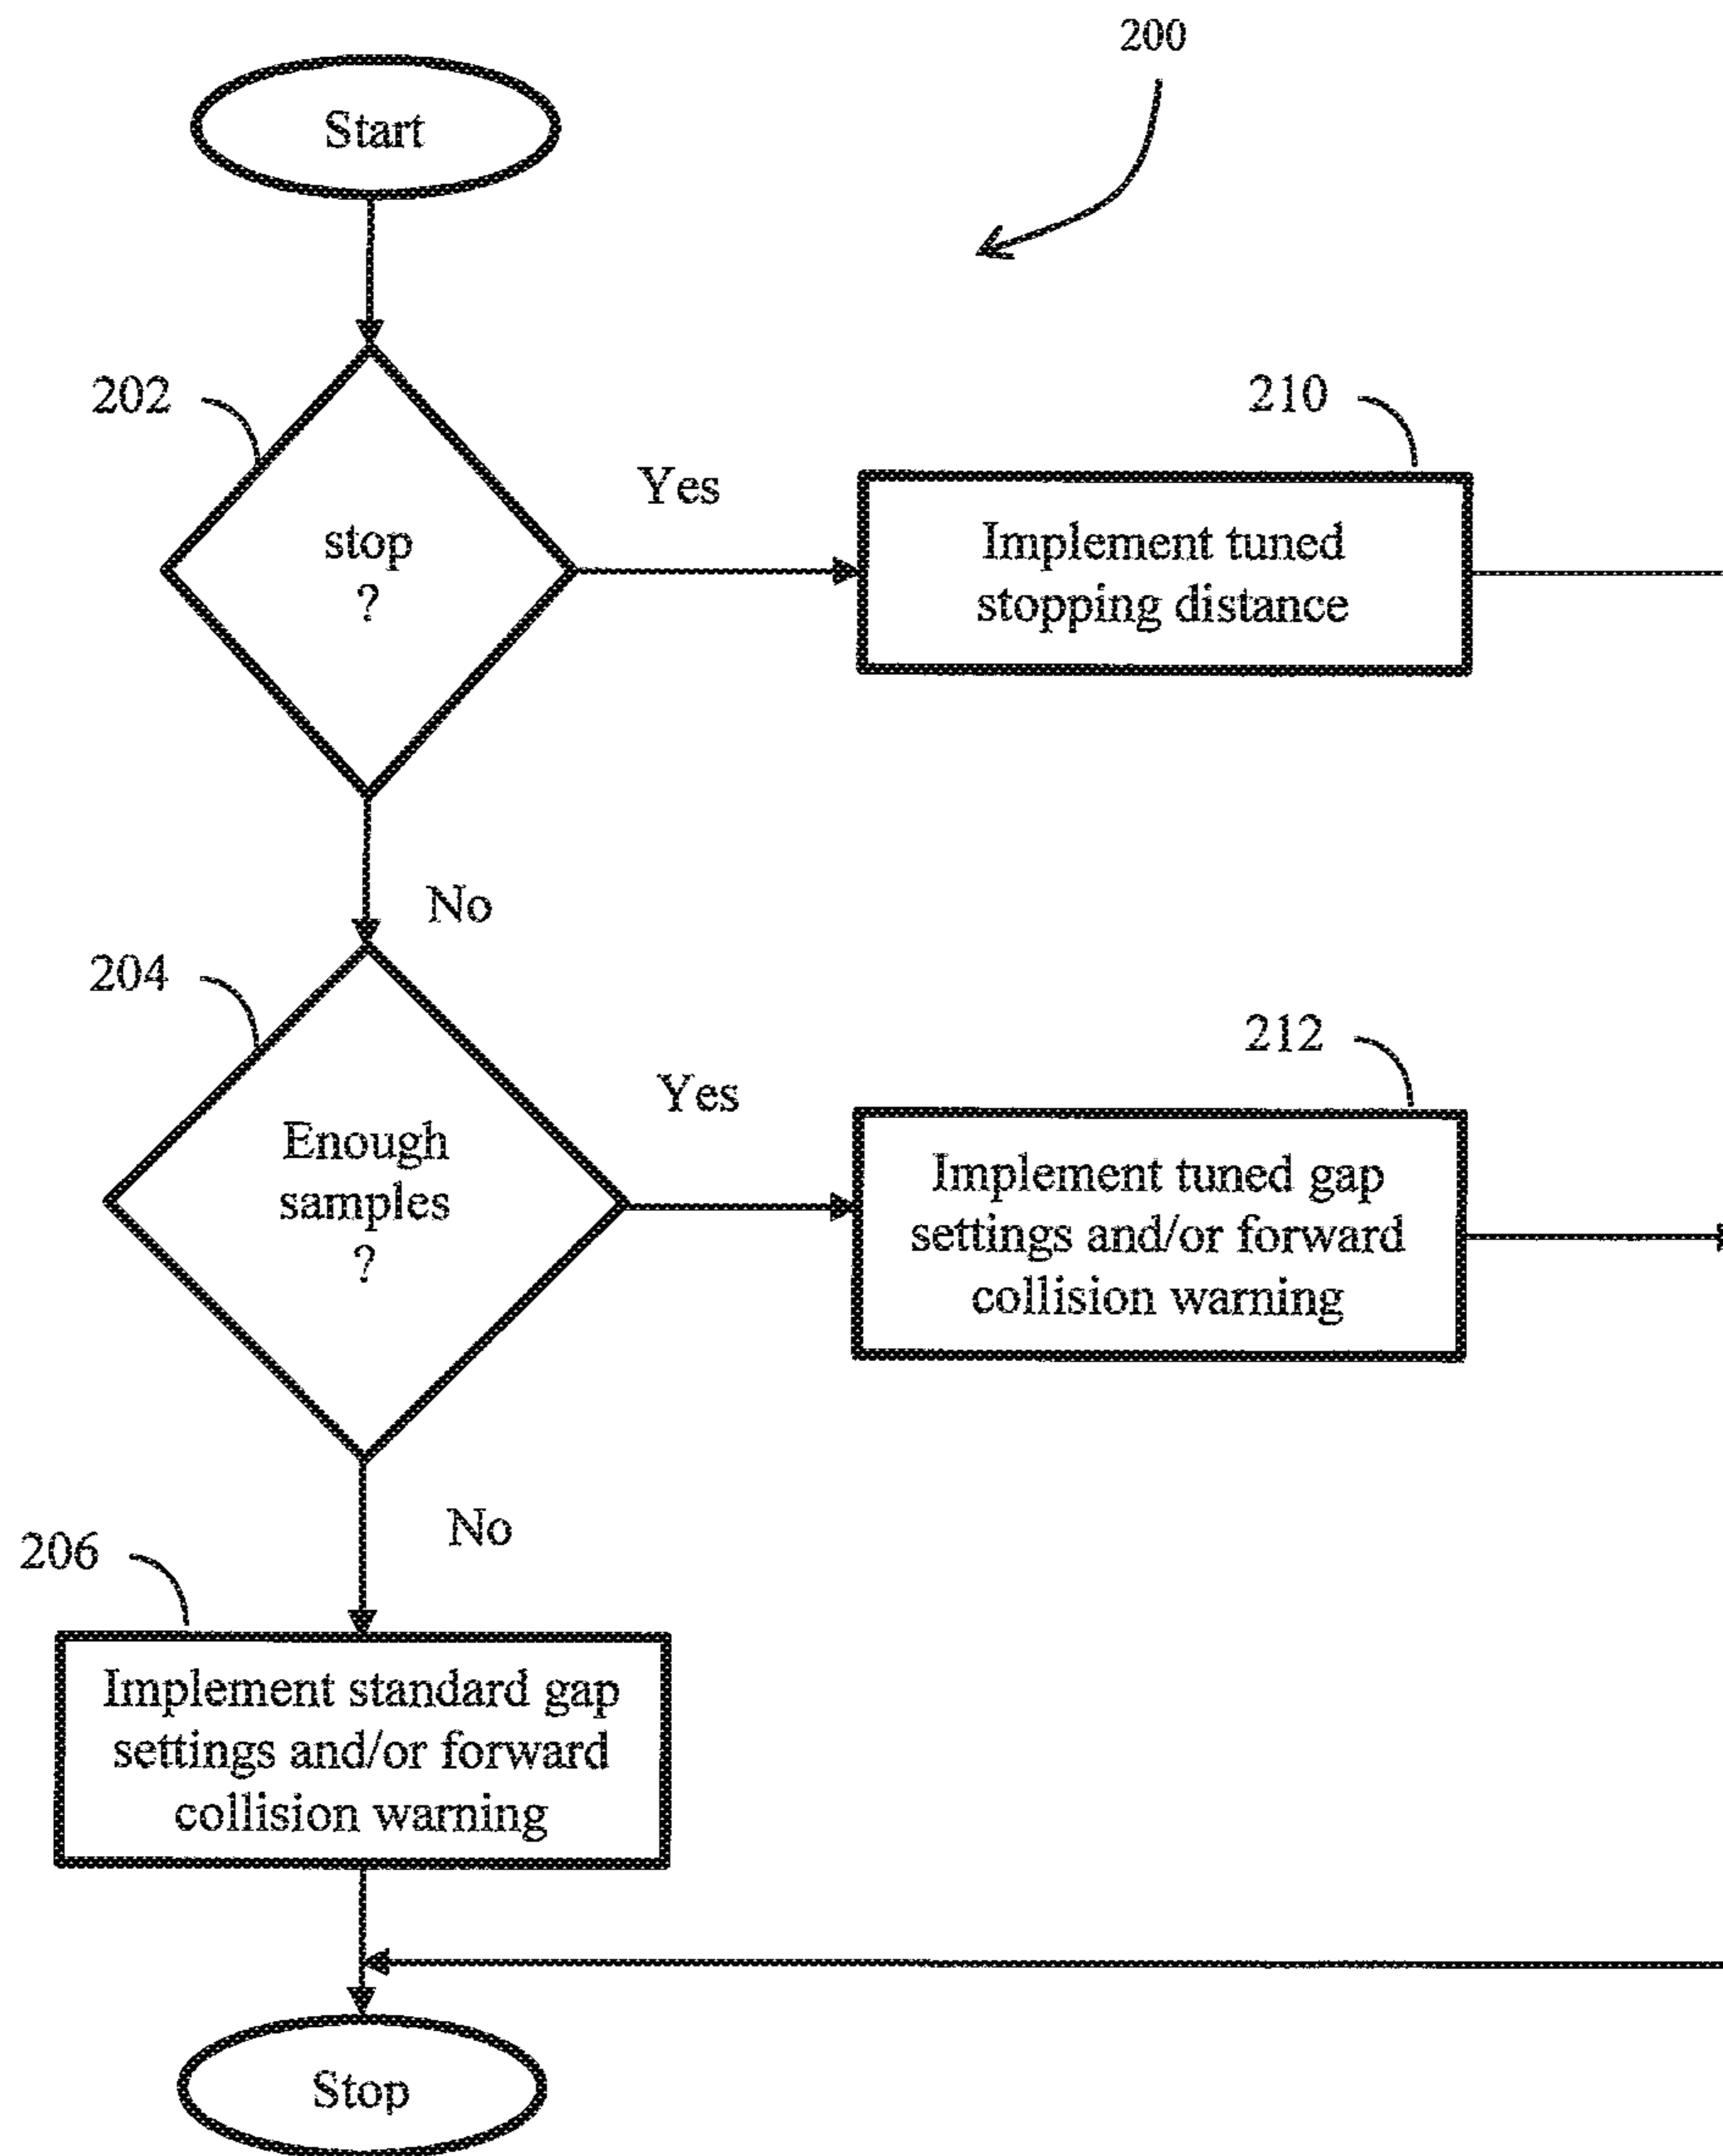 200
Start
202
stop
?
Yes
210
Implement tuned
stopping distance
No
204
Enough
samples
?
Yes
212
Implement tuned gap
settings and/or forward
collision warning
No
206
Implement standard gap
settings and/or forward
collision warning
Stop